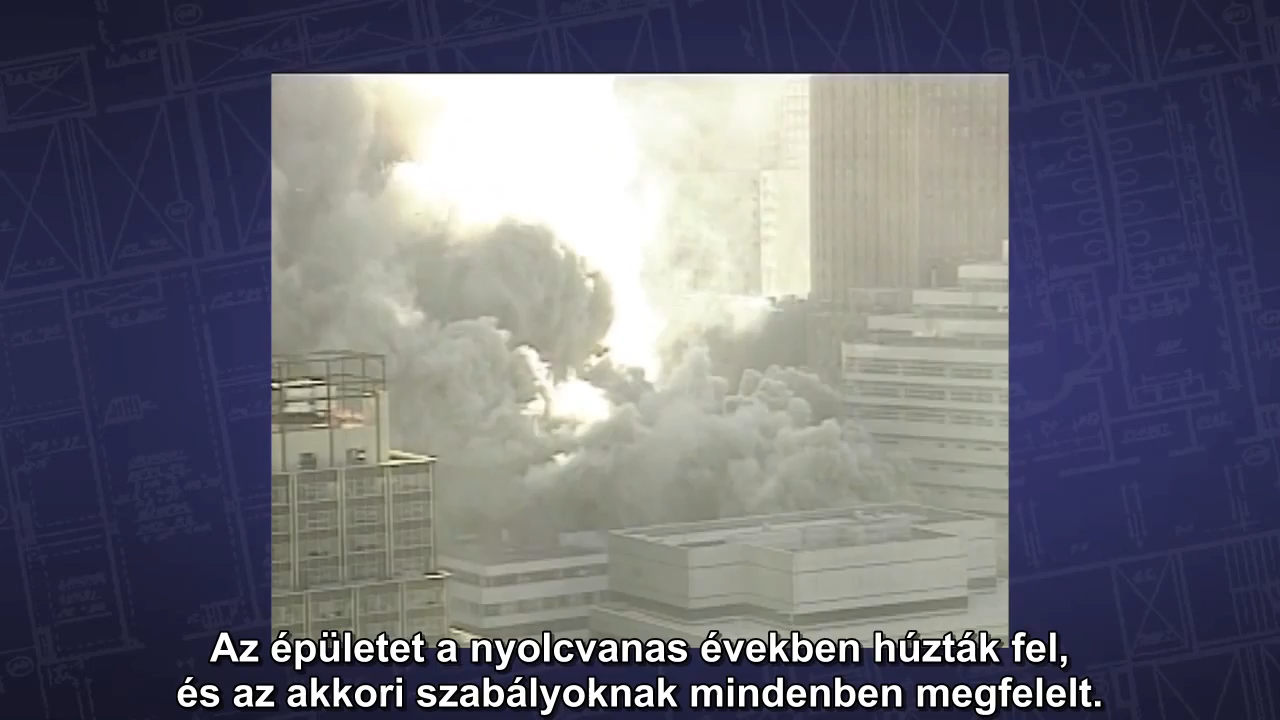 Az épületet a nyolcvanas években húzták fel,
és az akkori szabályoknak mindenben megfelelt.